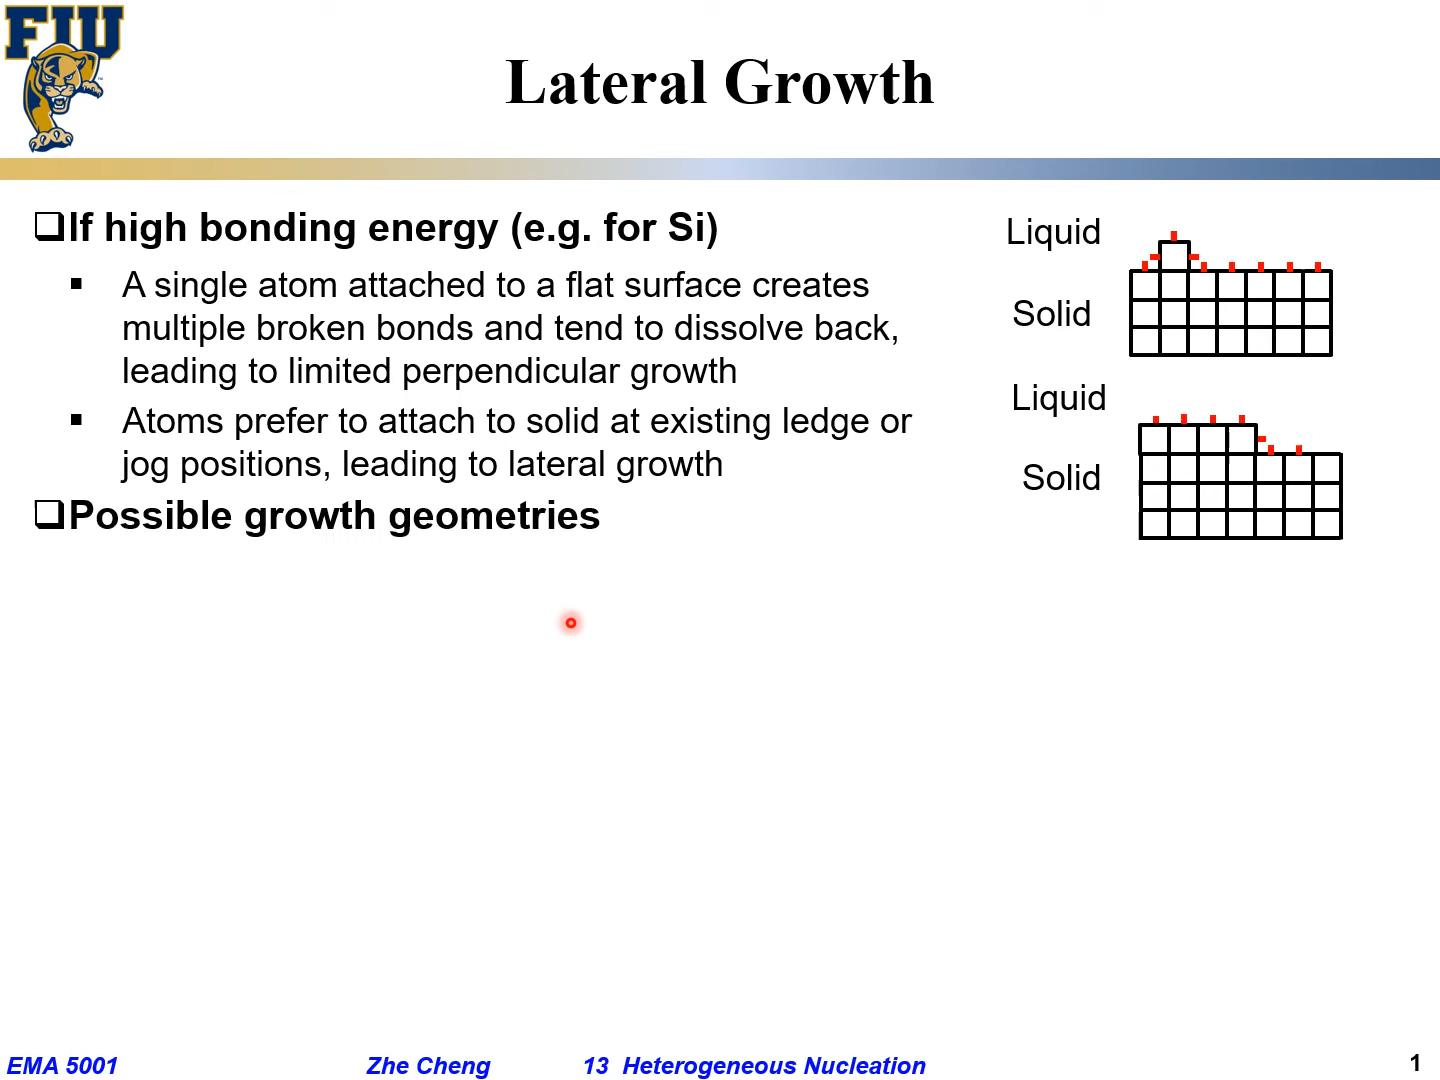 FIU
Lateral Growth
❑If high bonding energy (e.g. for Si)
▪ A single atom attached to a flat surface creates
multiple broken bonds and tend to dissolve back,
leading to limited perpendicular growth
▪ Atoms prefer to attach to solid at existing ledge or
jog positions, leading to lateral growth
❑Possible growth geometries
Liquid
Solid
Liquid
Solid
EMA 5001 Zhe Cheng 13 Heterogeneous Nucleation 1